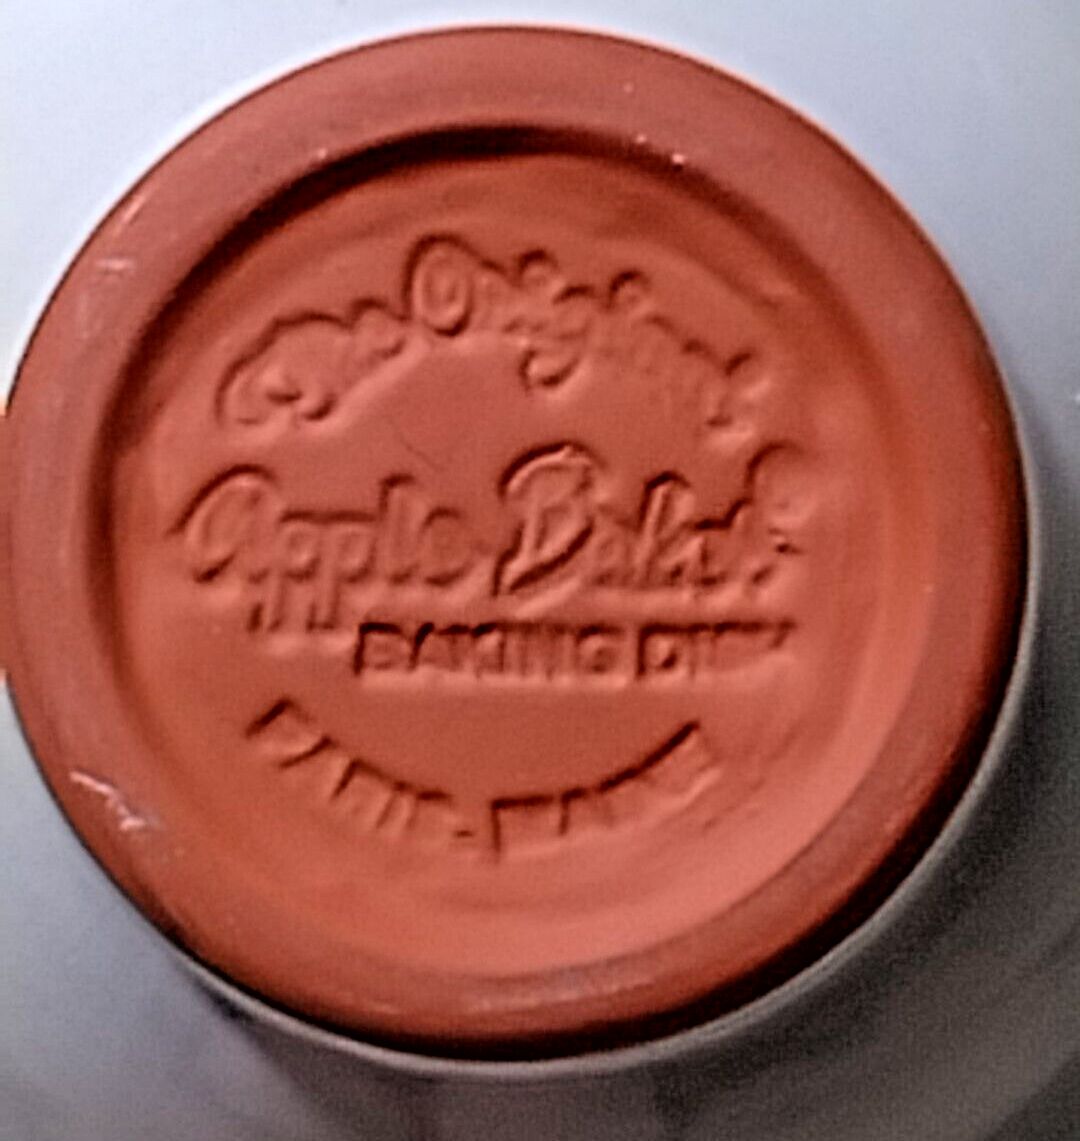 The Original
Apple Baker
BAKING DISH